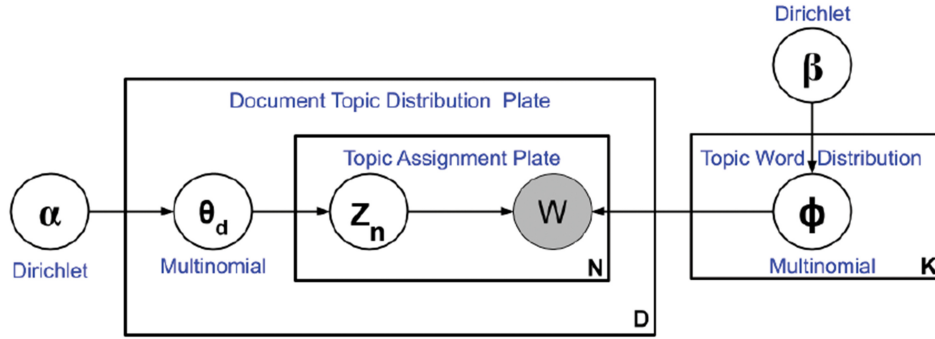 Dirichlet
β
Document Topic Distribution Plate
Topic Assignment Plate
Topic Word Distribution
α
θd
Zn
W
ϕ
Dirichlet
Multinomial
N
Multinomial
K
D